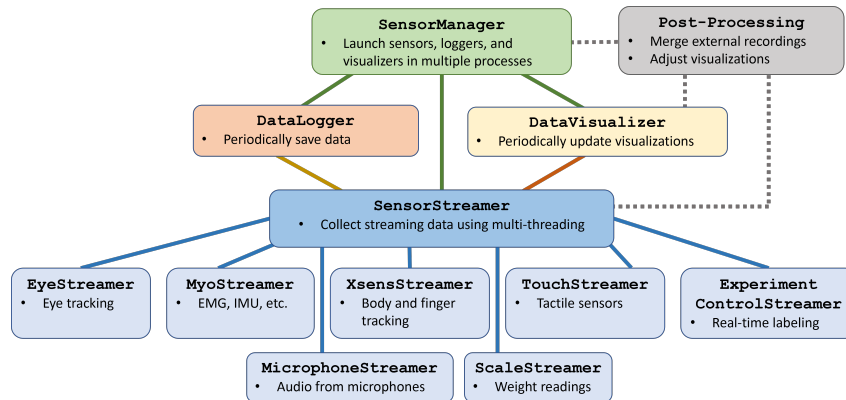 SensorManager
• Launch sensors, loggers, and
visualizers in multiple processes
Post-Processing
• Merge external recordings
• Adjust visualizations
DataLogger
• Periodically save data
DataVisualizer
• Periodically update visualizations
SensorStreamer
• Collect streaming data using multi-threading
EyeStreamer
• Eye tracking
MyoStreamer
• EMG, IMU, etc.
XsensStreamer
• Body and finger
tracking
TouchStreamer
• Tactile sensors
Experiment
ControlStreamer
• Real-time labeling
MicrophoneStreamer
• Audio from microphones
ScaleStreamer
• Weight readings